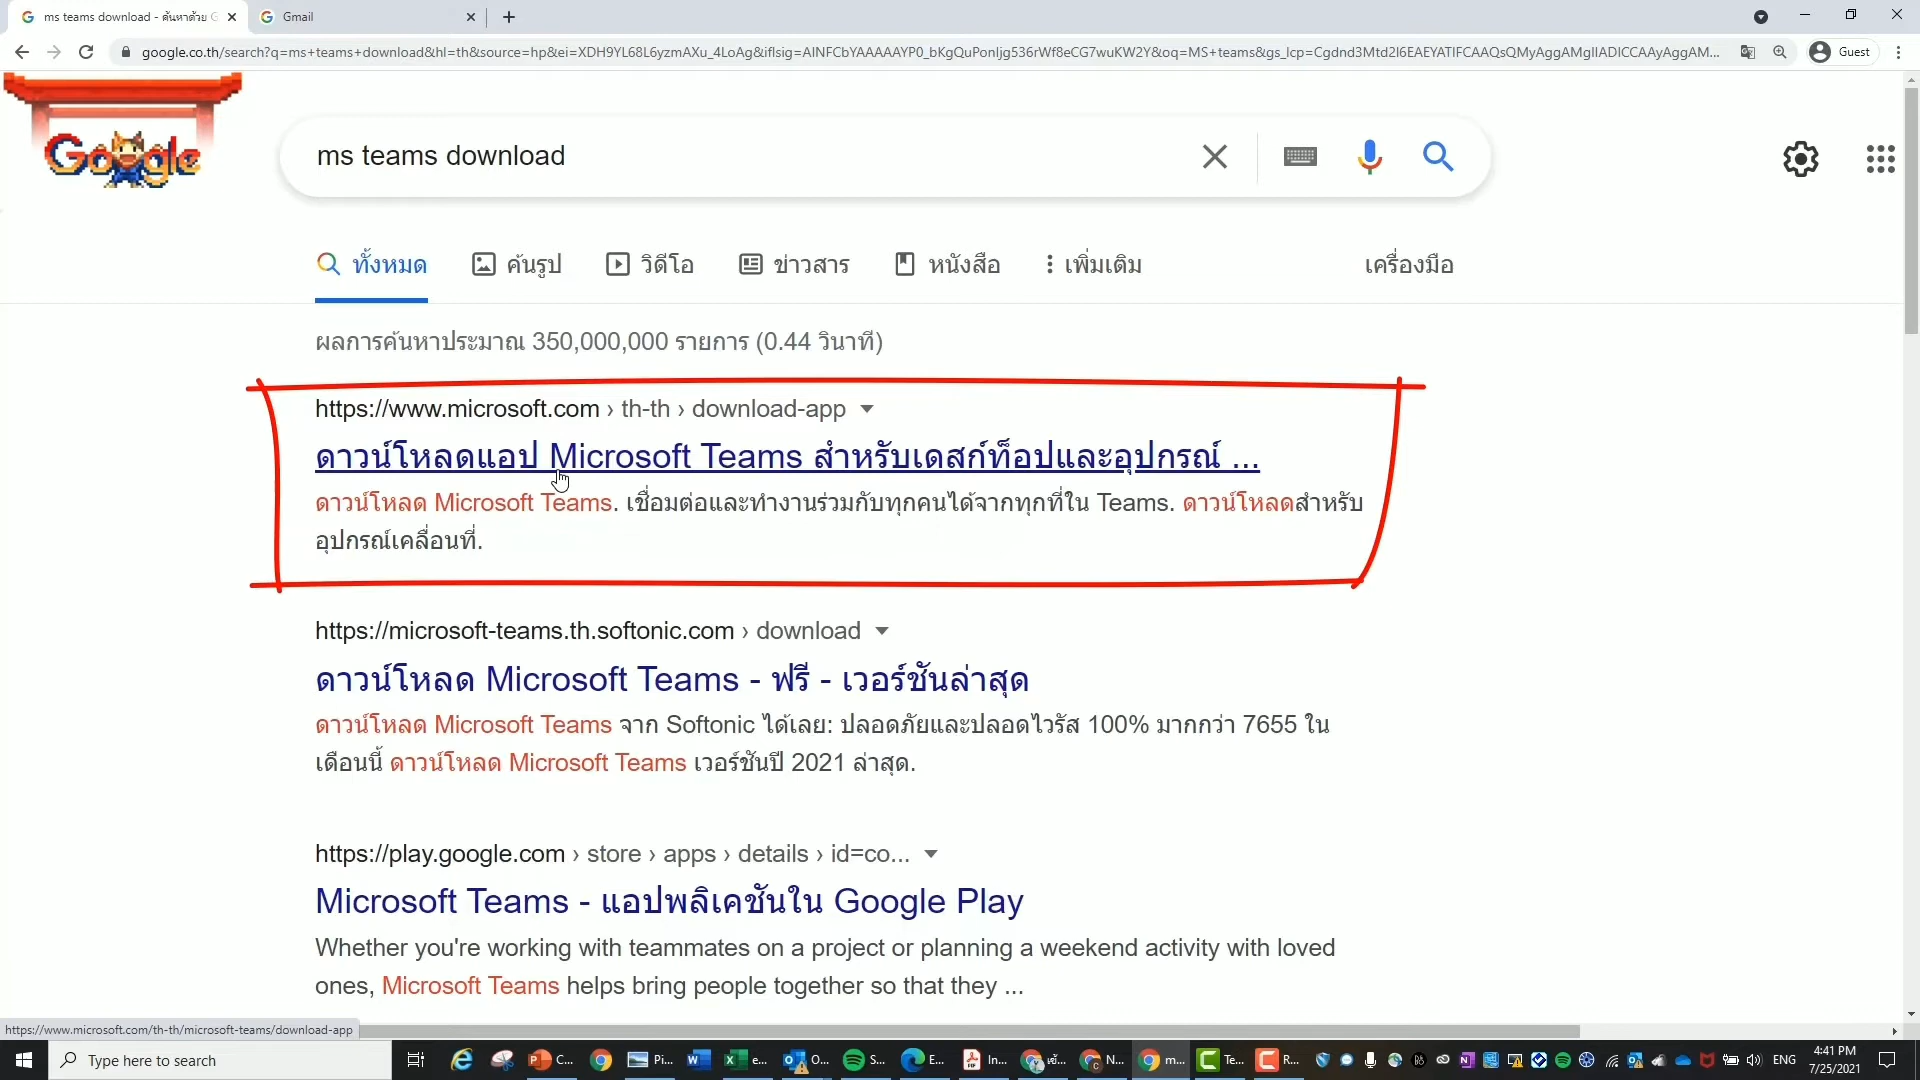 ms teams download - ค้นหาด้วย G
Gmail
google.co.th/search?q=ms+teams+download&hl=th&source=hp&ei=XDH9YL68L6yzmAXu_4LoAg&iflsig=AINFCbYAAAAAYP0_bKgQuPonIjg536rWf8eCG7wuKW2Y&oq=MS+teams&gs_lcp=Cgdnd3Mtd2l6EAEYATIFCAAQsQMyAggAMgIIADICCAAyAggAM...
Guest
Google
ms teams download
ทั้งหมด ค้นรูป วิดีโอ ข่าวสาร หนังสือ เพิ่มเติม เครื่องมือ
ผลการค้นหาประมาณ 350,000,000 รายการ (0.44 วินาที)
https://www.microsoft.com › th-th › download-app
ดาวน์โหลดแอป Microsoft Teams สำหรับเดสก์ท็อปและอุปกรณ์ ...
ดาวน์โหลด Microsoft Teams. เชื่อมต่อและทำงานร่วมกับทุกคนได้จากทุกที่ใน Teams. ดาวน์โหลดสำหรับ
อุปกรณ์เคลื่อนที่.
https://microsoft-teams.th.softonic.com › download
ดาวน์โหลด Microsoft Teams - ฟรี - เวอร์ชันล่าสุด
ดาวน์โหลด Microsoft Teams จาก Softonic ได้เลย: ปลอดภัยและปลอดไวรัส 100% มากกว่า 7655 ใน
เดือนนี้ ดาวน์โหลด Microsoft Teams เวอร์ชันปี 2021 ล่าสุด.
https://play.google.com › store › apps › details › id=co...
Microsoft Teams - แอปพลิเคชันใน Google Play
Whether you're working with teammates on a project or planning a weekend activity with loved
ones, Microsoft Teams helps bring people together so that they ...
https://www.microsoft.com/th-th/microsoft-teams/download-app
Type here to search
C... Pi... e... O... S... E... In... เข้... N... m... Te... R...
ENG
4:41 PM
7/25/2021